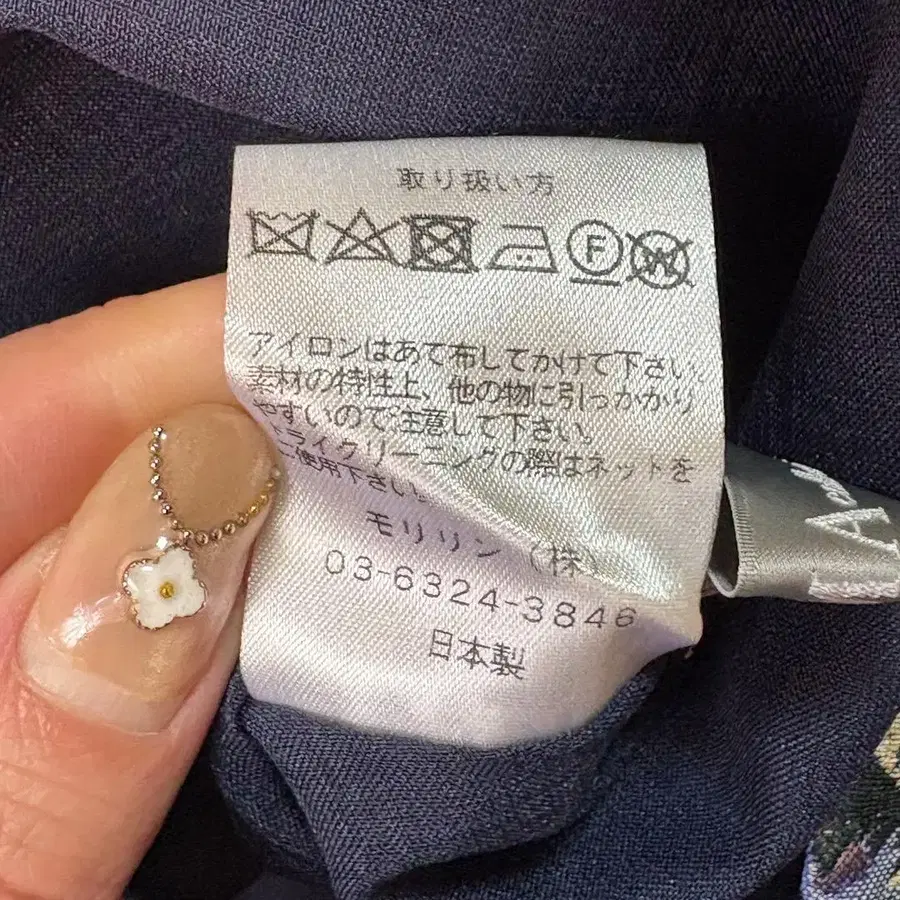 取り扱い方
F W
アイロンはあて布してかけて下さい。
素材の特性上、他の物に引っかかり
やすいので注意して下さい。
ドライクリーニングの際はネットを
ご使用下さい。
モリリン(株)
03-6324-3846
日本製